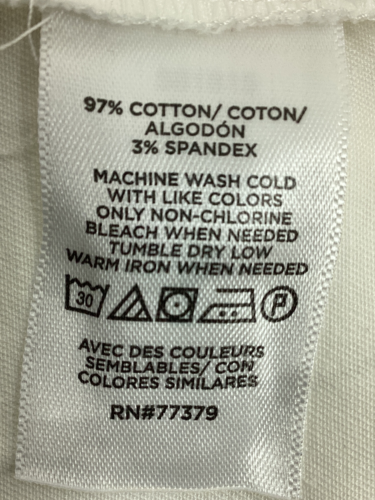 97% COTTON/ COTON/
ALGODÓN
3% SPANDEX
MACHINE WASH COLD
WITH LIKE COLORS
ONLY NON-CHLORINE
BLEACH WHEN NEEDED
TUMBLE DRY LOW
WARM IRON WHEN NEEDED
30 P
AVEC DES COULEURS
SEMBLABLES/ CON
COLORES SIMILARES
RN#77379